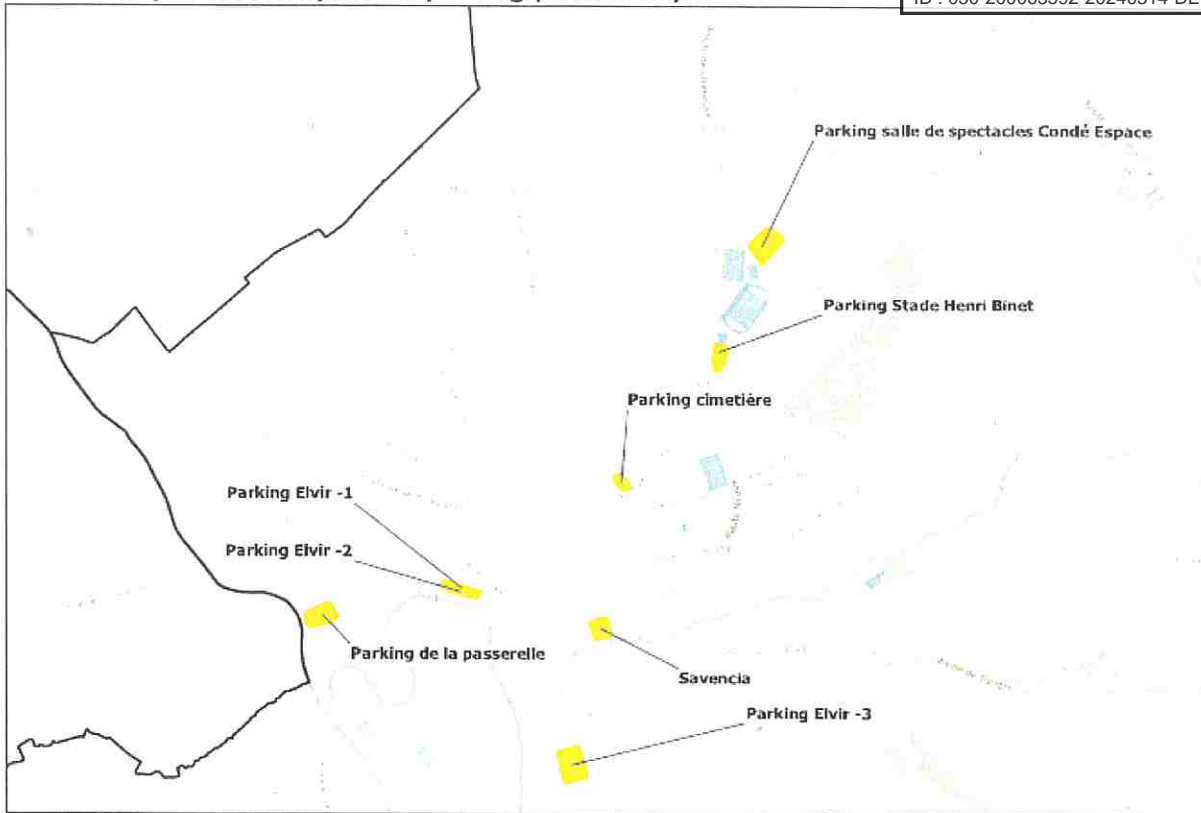 Parking salle de spectacles Condé Espace
Parking Stade Henri Binet
Parking cimetière
Parking Elvir -1
Parking Elvir -2
Parking de la passerelle
Savencia
Parking Elvir -3